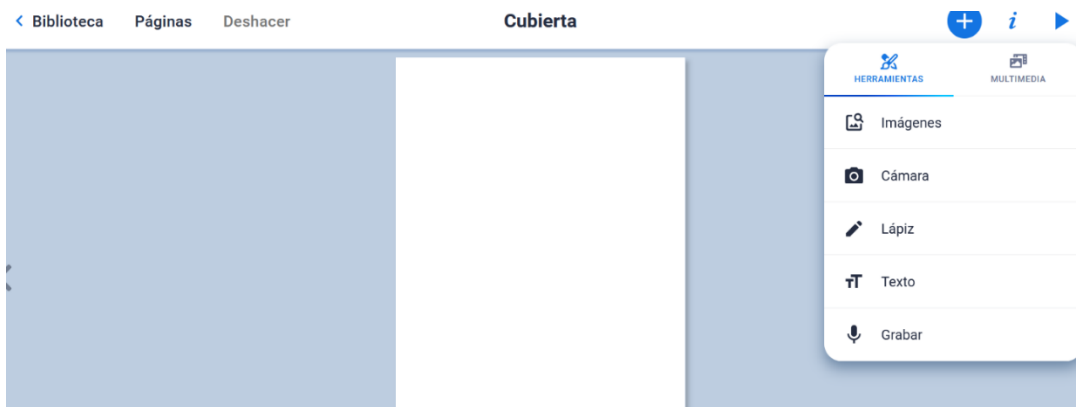 Biblioteca Páginas Deshacer Cubierta i
HERRAMIENTAS MULTIMEDIA
Imágenes
Cámara
Lápiz
Texto
Grabar